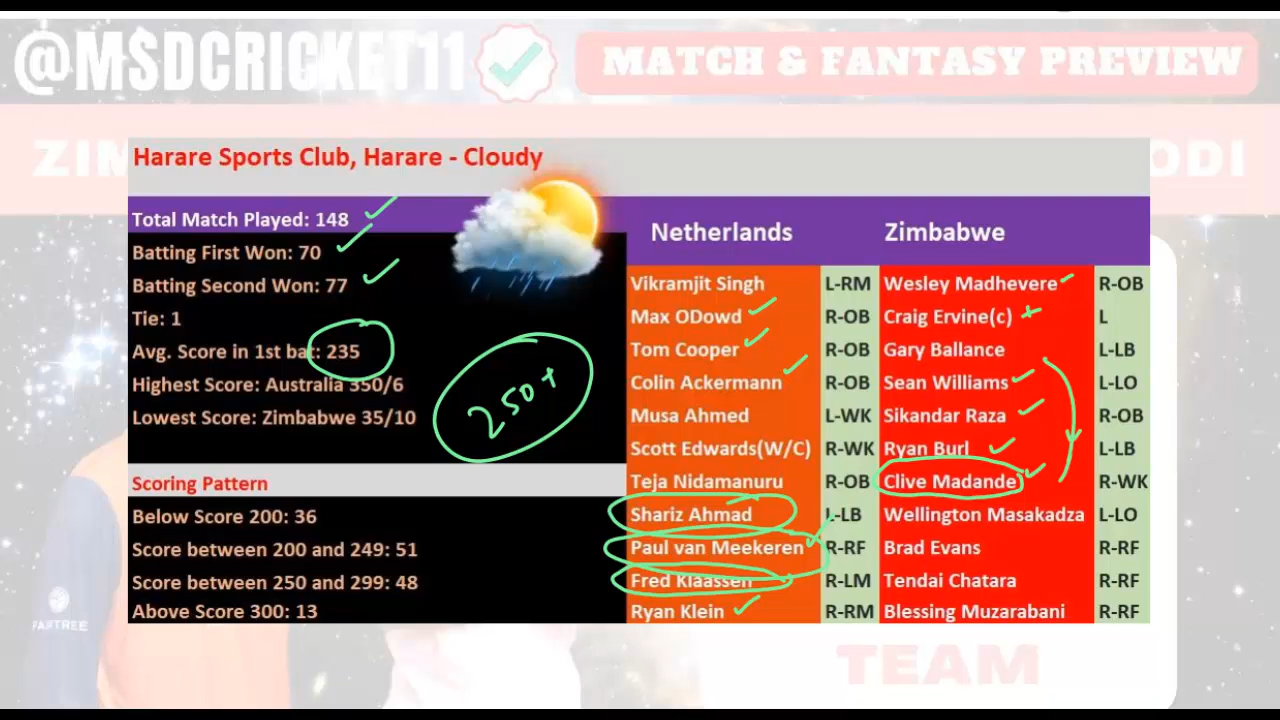 @MSDCRICKET11
MATCH & FANTASY PREVIEW
ZIM
ODI
Harare Sports Club, Harare - Cloudy
Total Match Played: 148
Batting First Won: 70
Batting Second Won: 77
Tie: 1
Avg. Score in 1st bat: 235
Highest Score: Australia 350/6
Lowest Score: Zimbabwe 35/10
250+
Scoring Pattern
Below Score 200: 36
Score between 200 and 249: 51
Score between 250 and 299: 48
Above Score 300: 13
Netherlands Zimbabwe
Vikramjit Singh L-RM Wesley Madhevere R-OB
Max ODowd R-OB Craig Ervine(c) L
Tom Cooper R-OB Gary Ballance L-LB
Colin Ackermann R-OB Sean Williams L-LO
Musa Ahmed L-WK Sikandar Raza R-OB
Scott Edwards(W/C) R-WK Ryan Burl L-LB
Teja Nidamanuru R-OB Clive Madande R-WK
Shariz Ahmad L-LB Wellington Masakadza L-LO
Paul van Meekeren R-RF Brad Evans R-RF
Fred Klaassen R-LM Tendai Chatara R-RF
Ryan Klein R-RM Blessing Muzarabani R-RF
FAIRTREE
TEAM